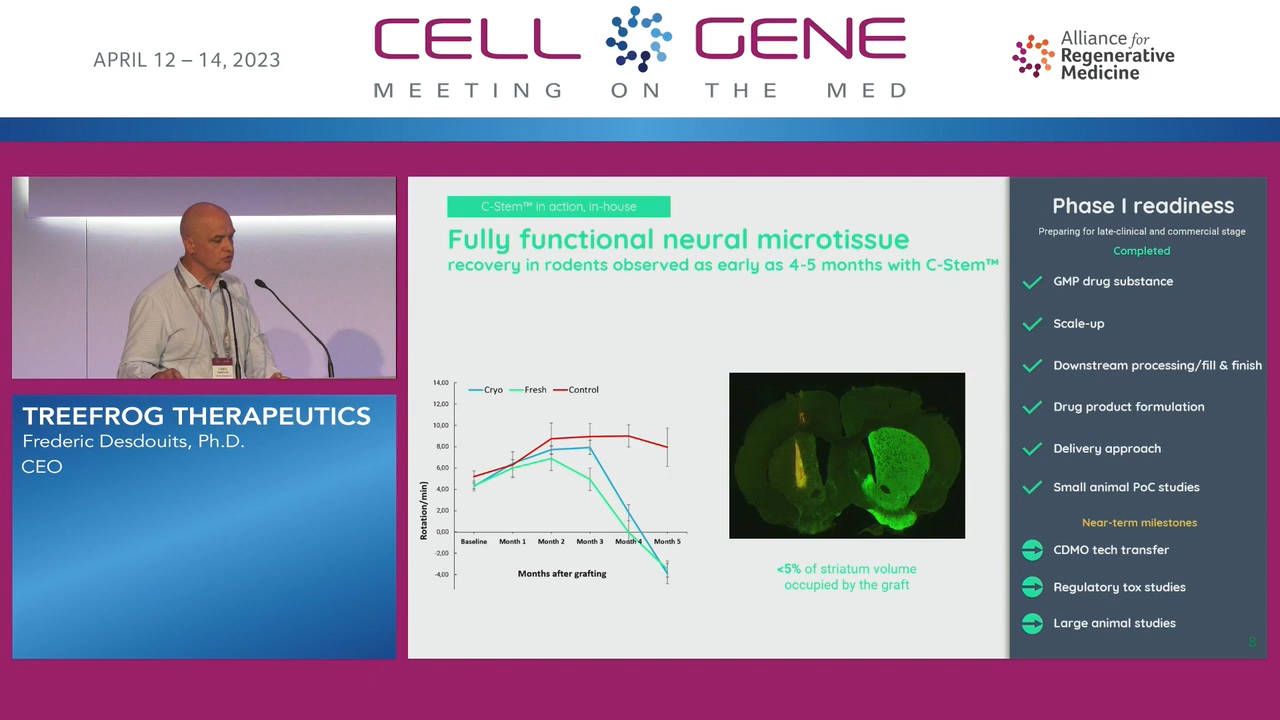 APRIL 12 – 14, 2023
CELL GENE
MEETING ON THE MED
Alliance for
Regenerative
Medicine
TREEFROG THERAPEUTICS
Frederic Desdouits, Ph.D.
CEO
C-Stem™ in action, in-house
Fully functional neural microtissue
recovery in rodents observed as early as 4-5 months with C-Stem™
Cryo Fresh Control
14,00
12,00
10,00
8,00
6,00
4,00
2,00
0,00
-2,00
-4,00
Rotation/min)
Baseline Month 1 Month 2 Month 3 Month 4 Month 5
Months after grafting
<5% of striatum volume
occupied by the graft
Phase I readiness
Preparing for late-clinical and commercial stage
Completed
GMP drug substance
Scale-up
Downstream processing/fill & finish
Drug product formulation
Delivery approach
Small animal PoC studies
Near-term milestones
CDMO tech transfer
Regulatory tox studies
Large animal studies
8